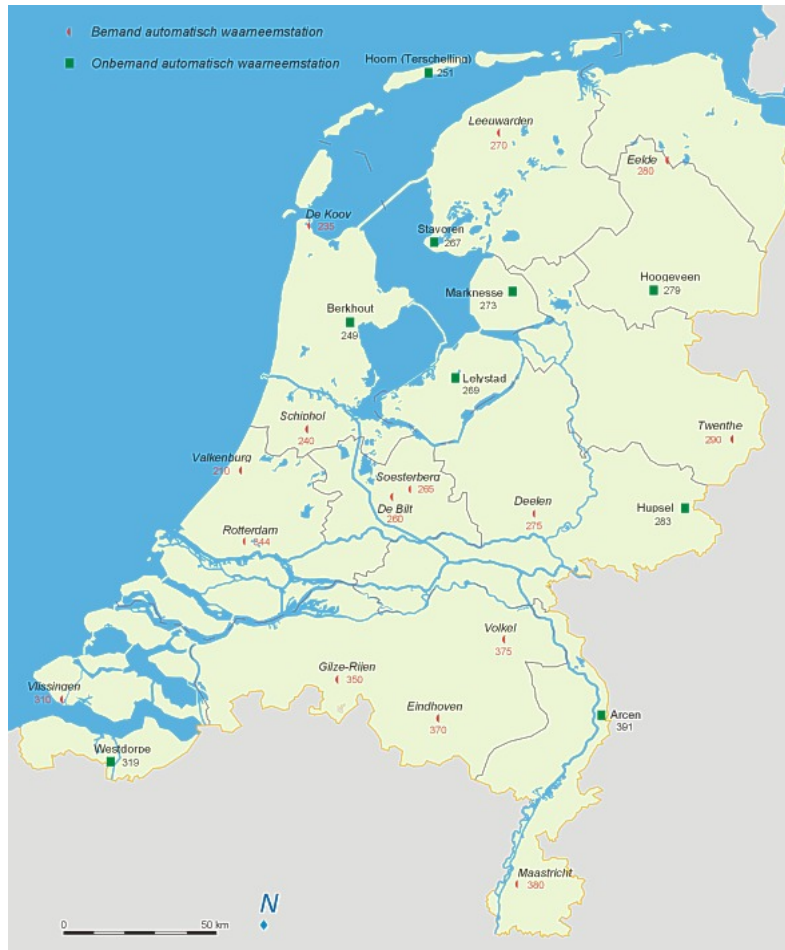 Bemand automatisch waarneemstation
Onbemand automatisch waarneemstation
Hoorn (Terschelling)
251
Leeuwarden
270
Eelde
280
De Kooy
235
Stavoren
267
Marknesse
273
Hoogeveen
279
Berkhout
249
Lelystad
269
Schiphol
240
Twenthe
290
Valkenburg
210
Soesterberg
265
De Bilt
260
Deelen
275
Hupsel
283
Rotterdam
344
Volkel
375
Gilze-Rijen
350
Vlissingen
310
Eindhoven
370
Arcen
391
Westdorpe
319
Maastricht
380
N
0 50 km